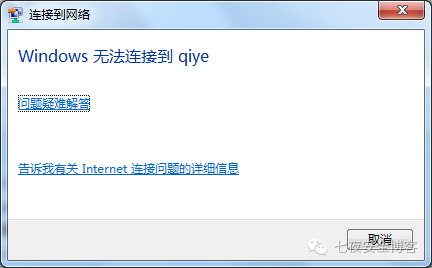 连接到网络
Windows 无法连接到 qiye
问题疑难解答
告诉我有关 Internet 连接问题的详细信息
取消
七夜安全博客